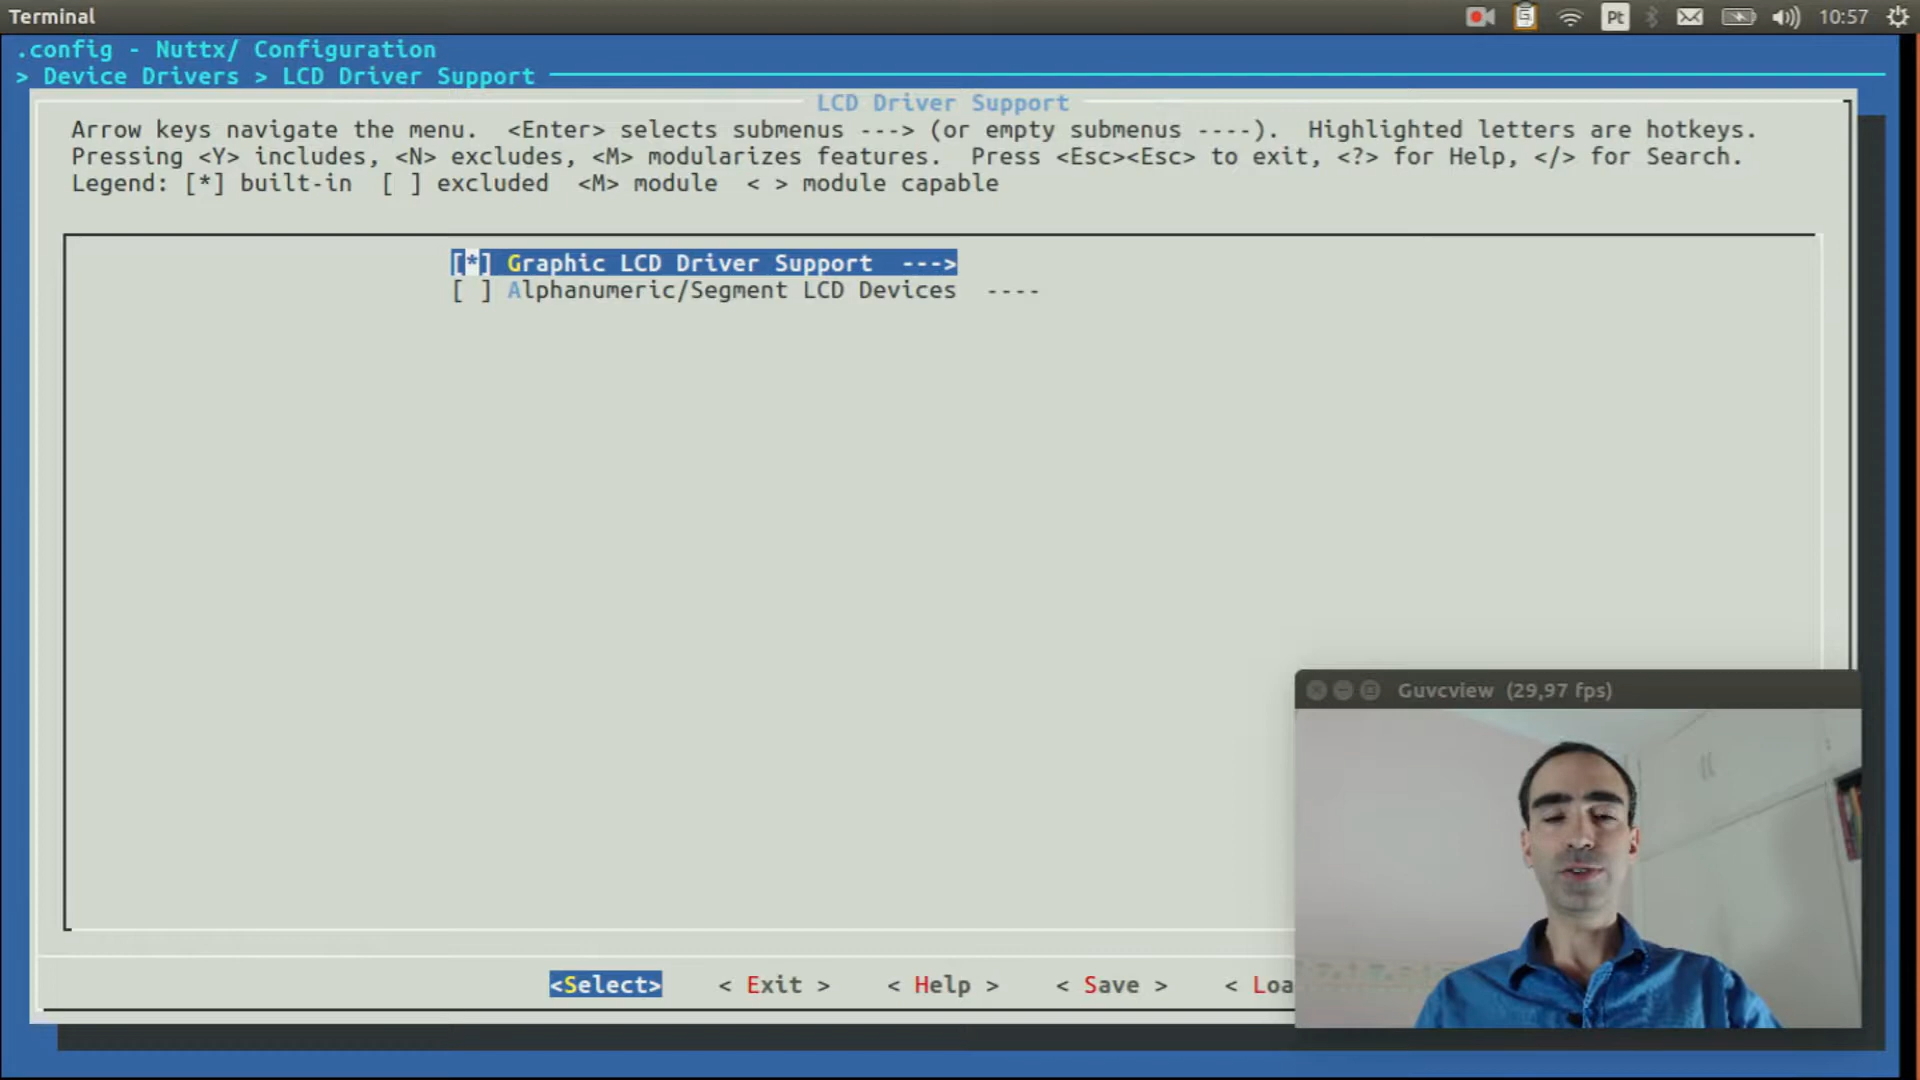 Terminal
Pt
10:57
.config - Nuttx/ Configuration
> Device Drivers > LCD Driver Support
LCD Driver Support
Arrow keys navigate the menu.  <Enter> selects submenus ---> (or empty submenus ----).  Highlighted letters are hotkeys.
Pressing <Y> includes, <N> excludes, <M> modularizes features.  Press <Esc><Esc> to exit, <?> for Help, </> for Search.
Legend: [*] built-in  [ ] excluded  <M> module  < > module capable
[*] Graphic LCD Driver Support  --->
[ ] Alphanumeric/Segment LCD Devices  ----
Guvcview (29,97 fps)
<Select>    < Exit >    < Help >    < Save >    < Loa